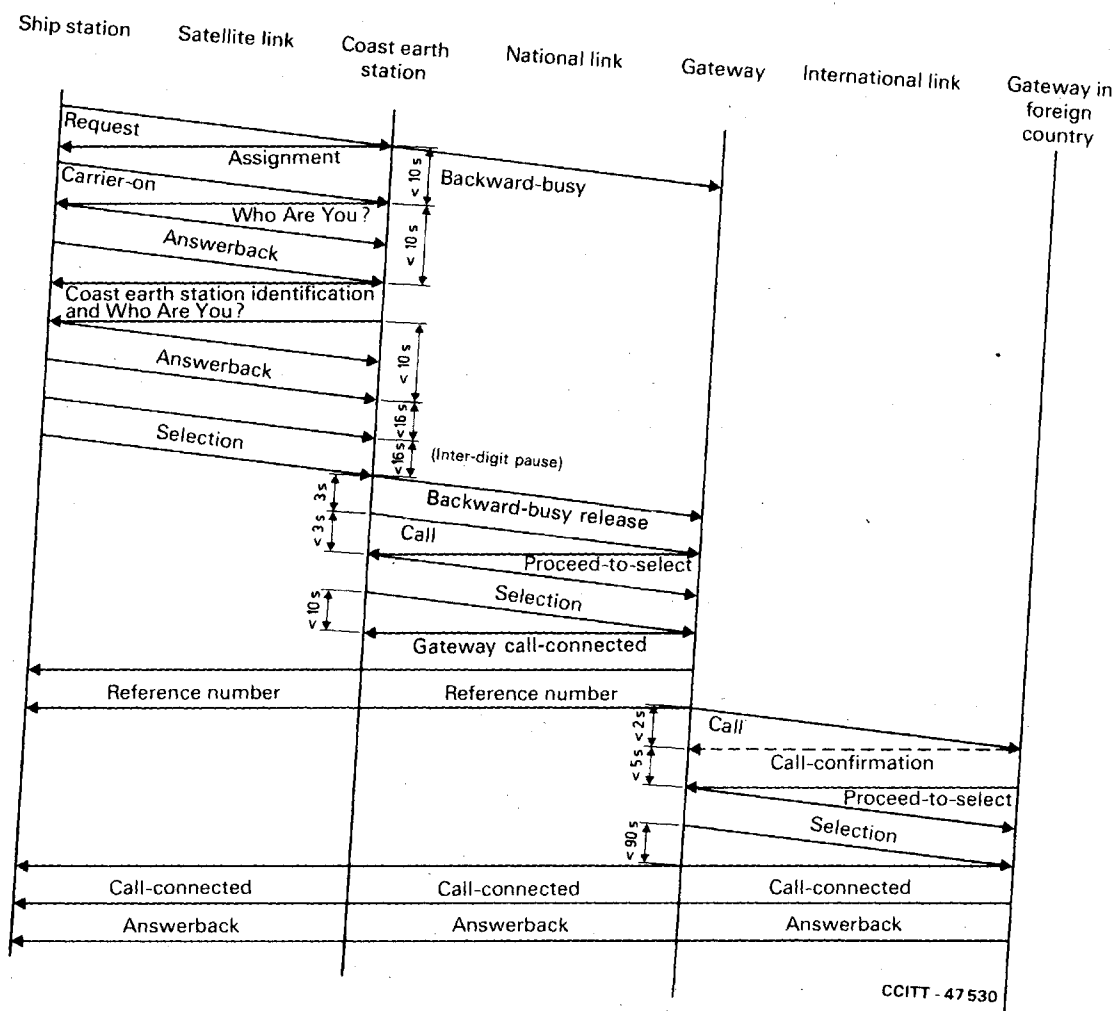 Ship station
Satellite link
Coast earth
station
National link
Gateway
International link
Gateway in
foreign
country
Request
Assignment
< 10 s
Backward-busy
Carrier-on
Who Are You?
< 10 s
Answerback
Coast earth station identification
and Who Are You?
< 10 s
Answerback
<16 s
Selection
<16 s
(Inter-digit pause)
3 s
Backward-busy release
< 3 s
Call
Proceed-to-select
< 10 s
Selection
Gateway call-connected
Reference number
Reference number
< 2 s
Call
< 5 s
Call-confirmation
Proceed-to-select
< 90 s
Selection
Call-connected
Call-connected
Call-connected
Answerback
Answerback
Answerback
CCITT - 47 530